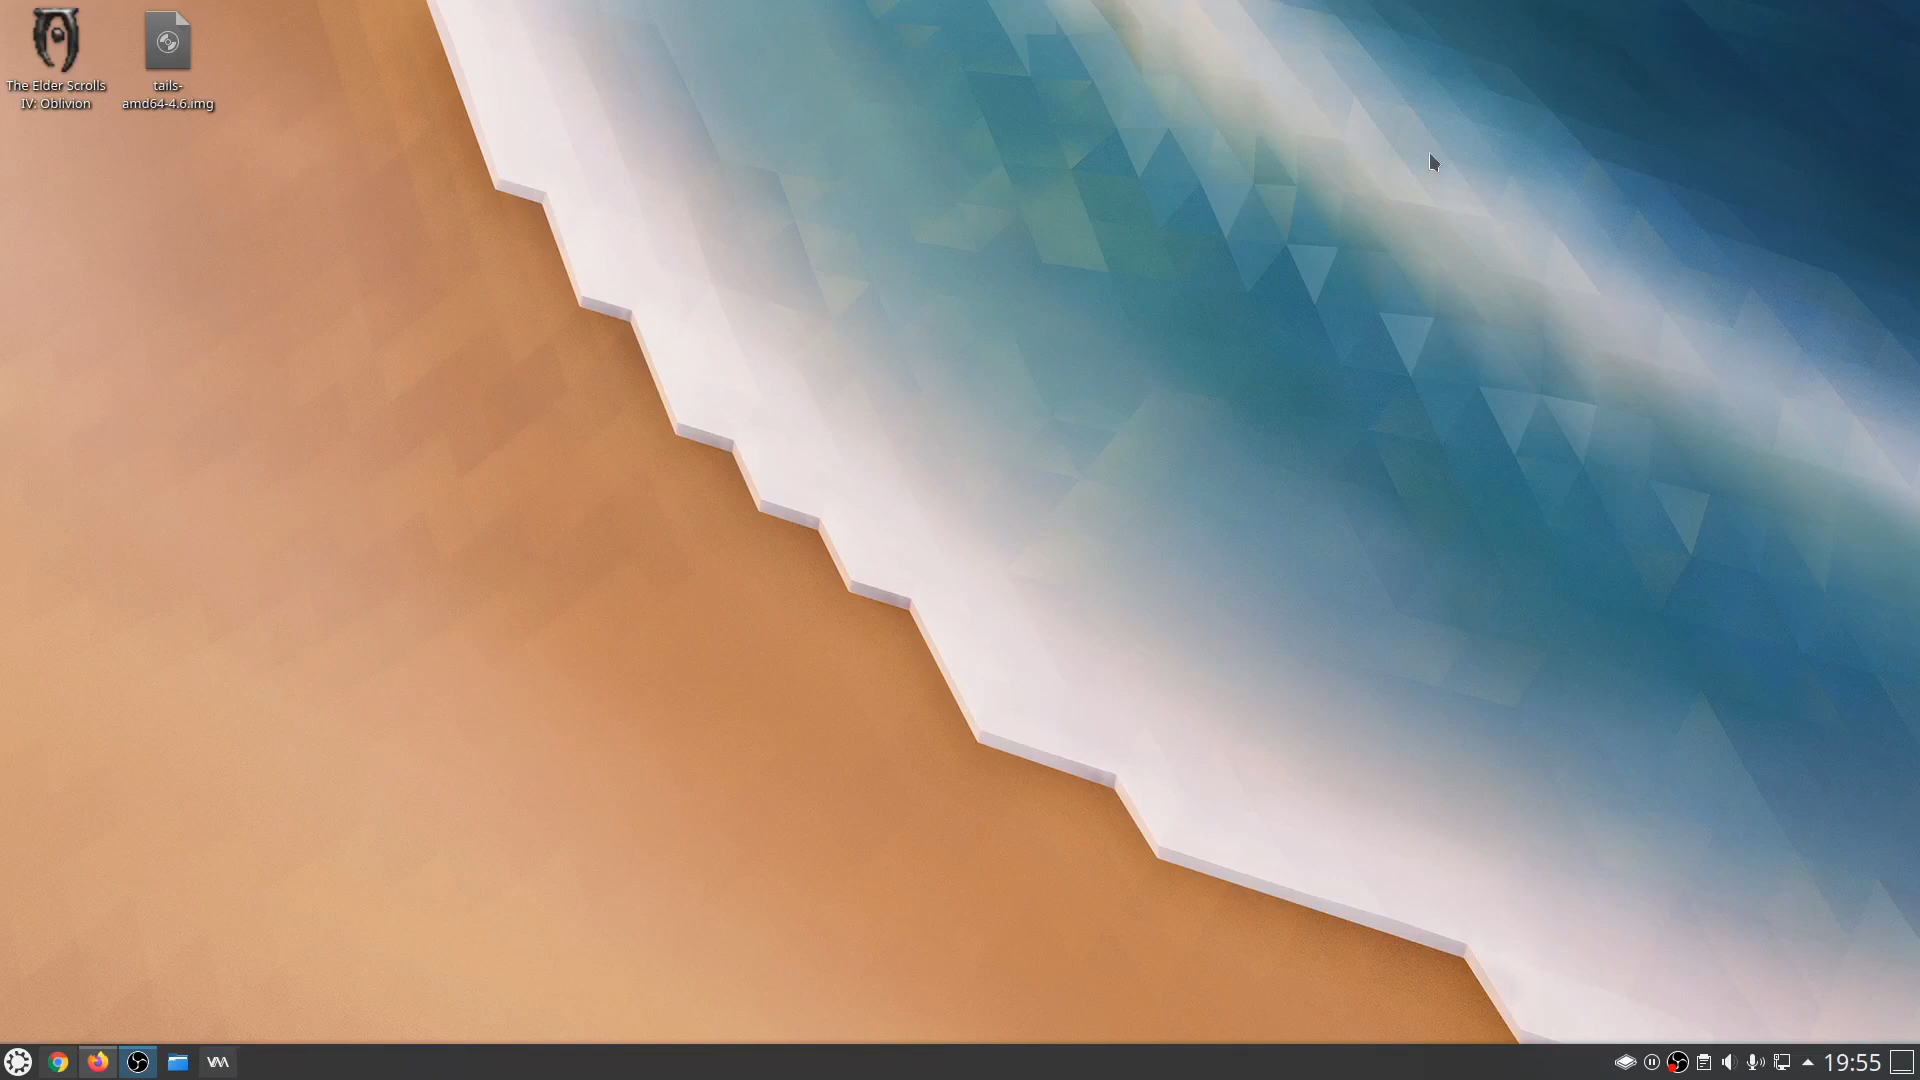 The Elder Scrolls
IV: Oblivion
tails-
amd64-4.6.img
19:55